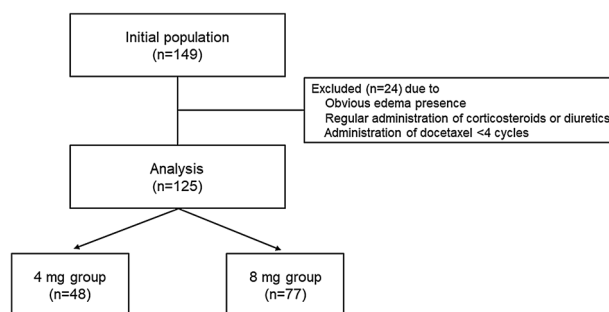 Initial population
(n=149)
Excluded (n=24) due to
Obvious edema presence
Regular administration of corticosteroids or diuretics
Administration of docetaxel <4 cycles
Analysis
(n=125)
4 mg group
(n=48)
8 mg group
(n=77)